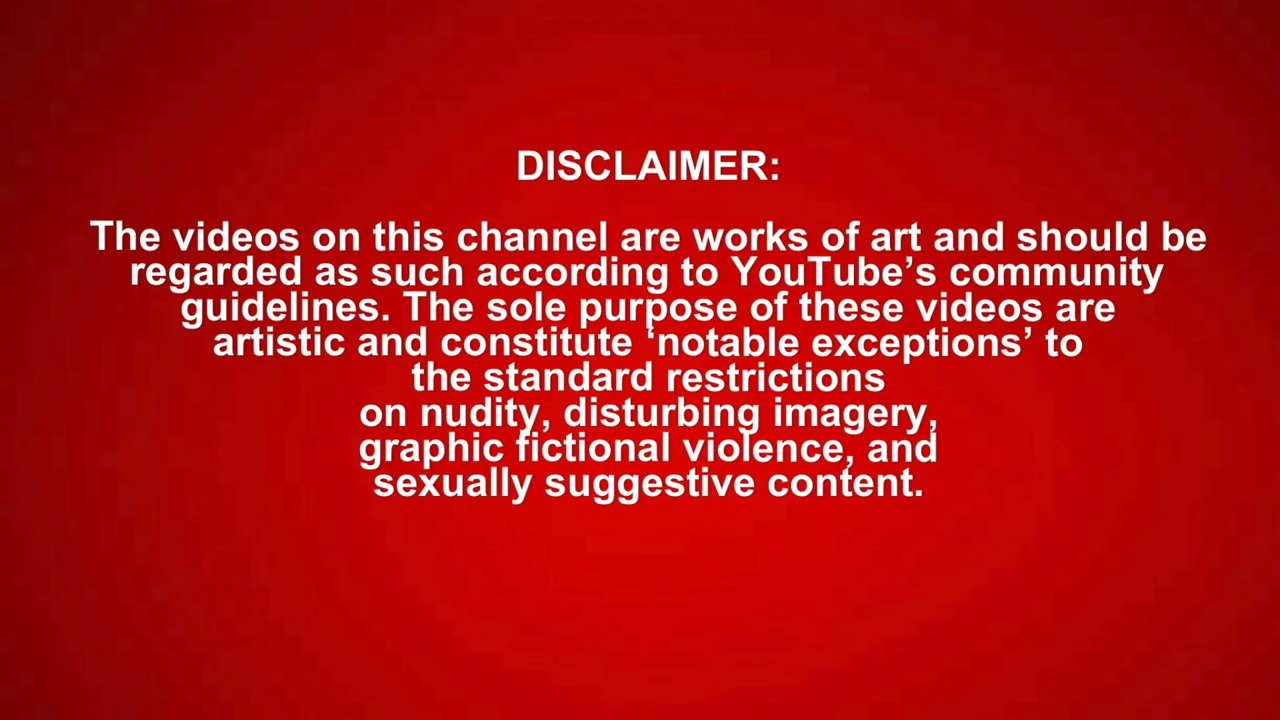 DISCLAIMER:
The videos on this channel are works of art and should be
regarded as such according to YouTube’s community
guidelines. The sole purpose of these videos are
artistic and constitute ‘notable exceptions’ to
the standard restrictions
on nudity, disturbing imagery,
graphic fictional violence, and
sexually suggestive content.